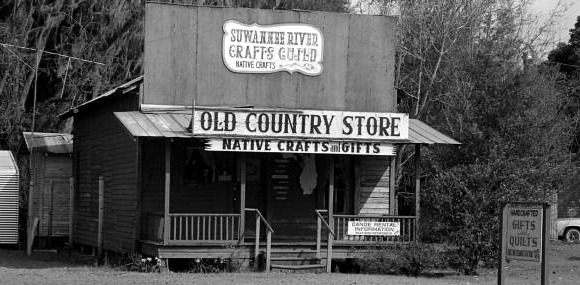 SUWANNEE RIVER
CRAFTS GUILD
NATIVE CRAFTS
OLD COUNTRY STORE
NATIVE CRAFTS and GIFTS
CANOE RENTAL
INFORMATION
HANDCRAFTED
GIFTS
QUILTS